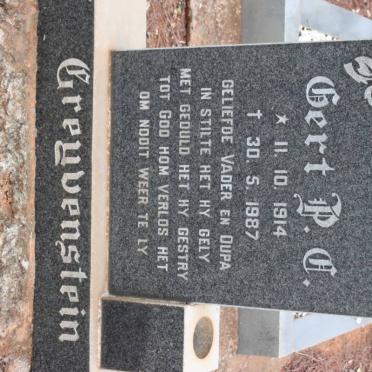 Gert P. C.
★ 11. 10. 1914
† 30. 5. 1987
GELIEFDE VADER EN OUPA
IN STILTE HET HY GELY
MET GEDULD HET HY GESTRY
TOT GOD HOM VERLOS HET
OM NOOIT WEER TE LY
Greyvenstein